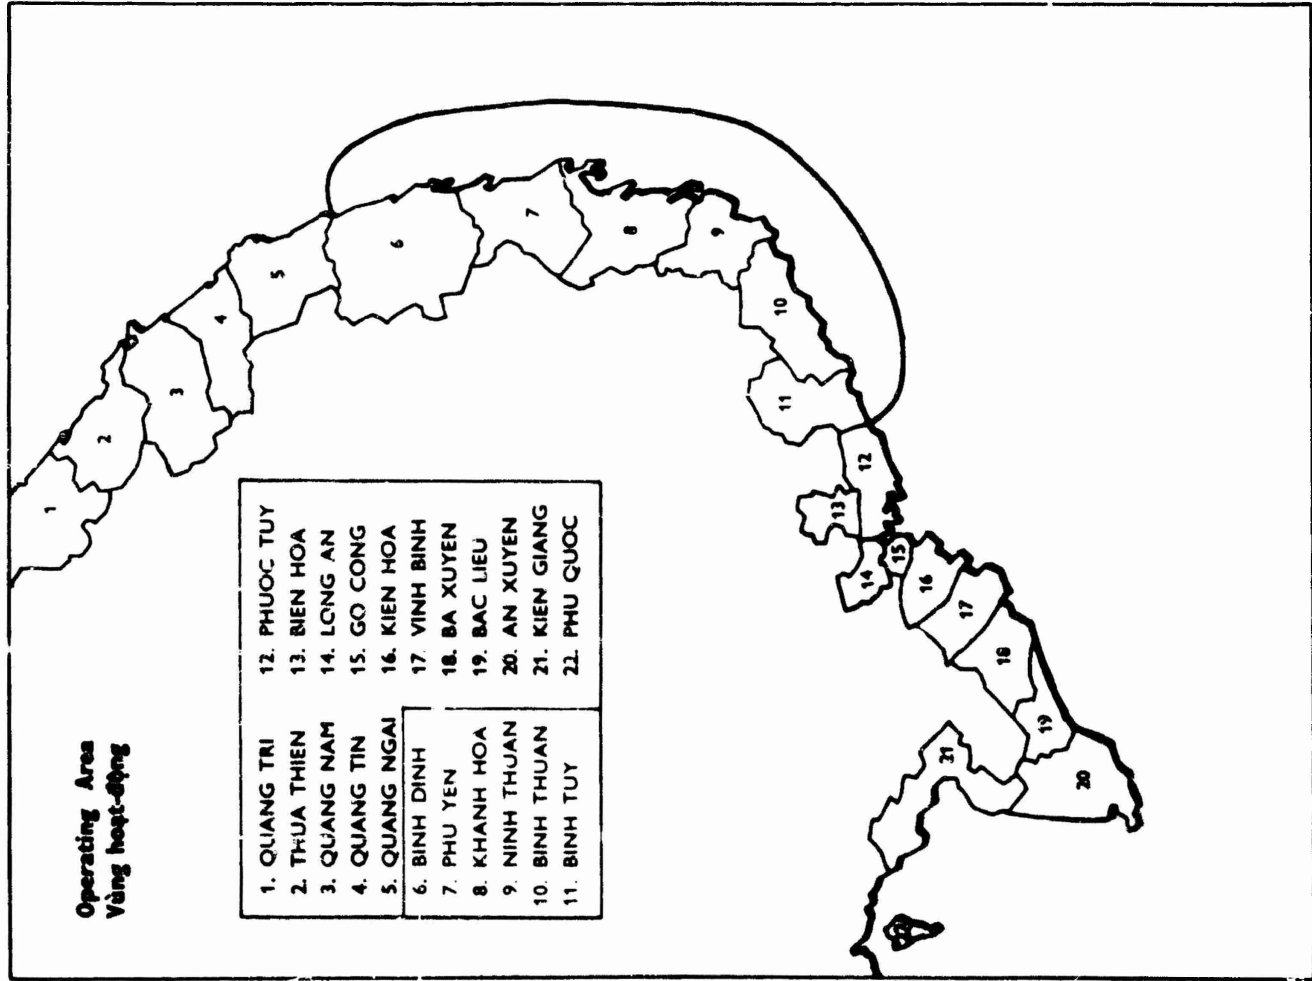 Operating Area
Vùng hoạt-động
1. QUANG TRI
2. THUA THIEN
3. QUANG NAM
4. QUANG TIN
5. QUANG NGAI
6. BINH DINH
7. PHU YEN
8. KHANH HOA
9. NINH THUAN
10. BINH THUAN
11. BINH TUY
12. PHUOC TUY
13. BIEN HOA
14. LONG AN
15. GO CONG
16. KIEN HOA
17. VINH BINH
18. BA XUYEN
19. BAC LIEU
20. AN XUYEN
21. KIEN GIANG
22. PHU QUOC
1
2
3
4
5
6
7
8
9
10
11
12
13
14
15
16
17
18
19
20
21
22